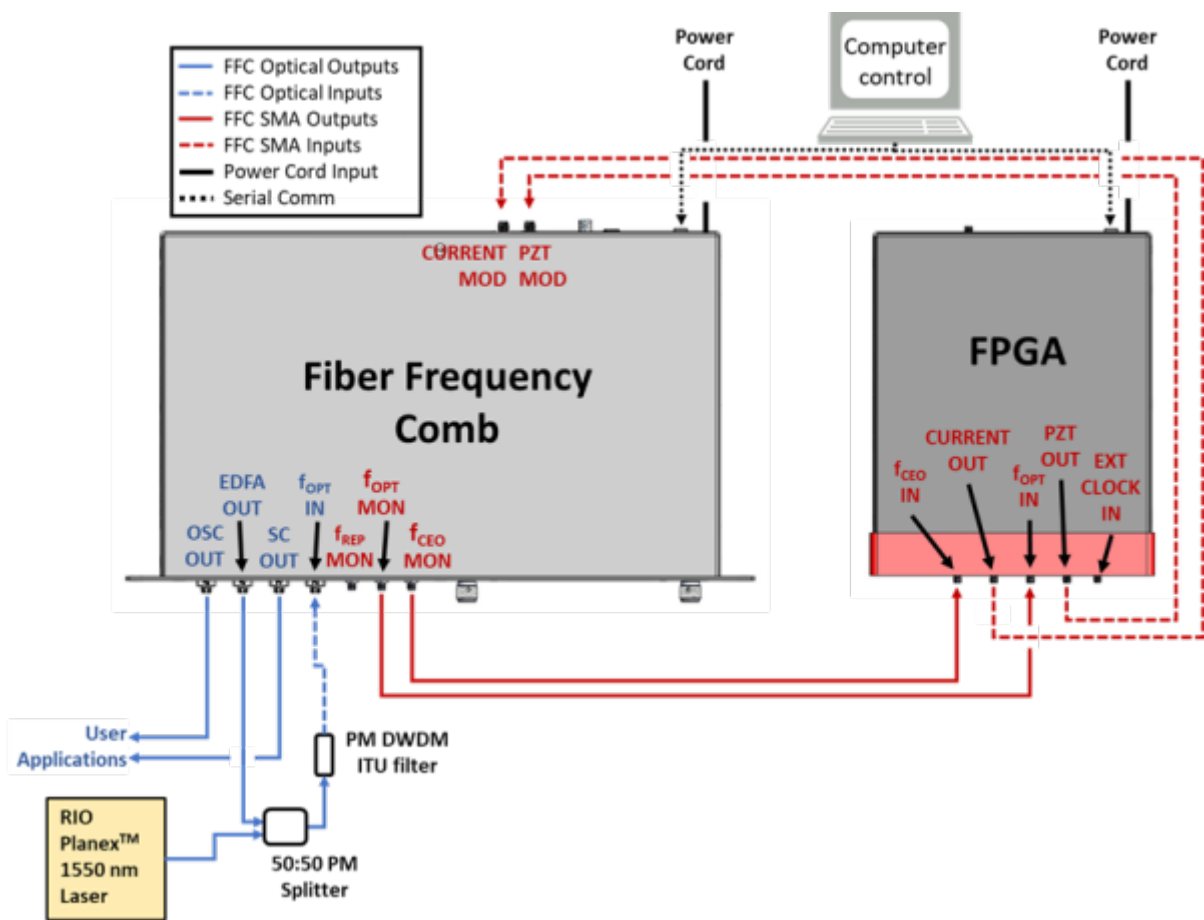 FFC Optical Outputs
FFC Optical Inputs
FFC SMA Outputs
FFC SMA Inputs
Power Cord Input
Serial Comm
Power
Cord
Computer
control
Power
Cord
CURRENT
MOD
PZT
MOD
Fiber Frequency
Comb
OSC
OUT
EDFA
OUT
SC
OUT
fOPT
IN
fREP
MON
fOPT
MON
fCEO
MON
FPGA
fCEO
IN
CURRENT
OUT
fOPT
IN
PZT
OUT
EXT
CLOCK
IN
User
Applications
PM DWDM
ITU filter
RIO
Planex™
1550 nm
Laser
50:50 PM
Splitter